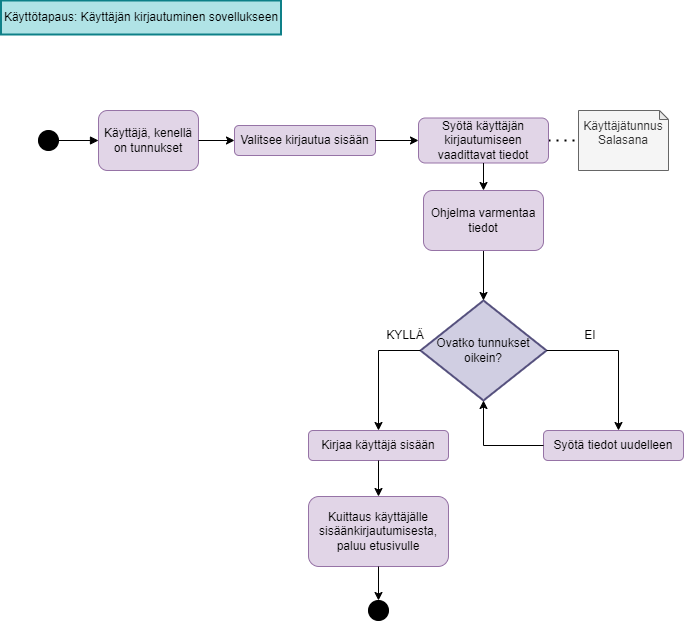 Käyttötapaus: Käyttäjän kirjautuminen sovellukseen
Käyttäjä, kenellä
on tunnukset
Valitsee kirjautua sisään
Syötä käyttäjän
kirjautumiseen
vaadittavat tiedot
Käyttäjätunnus
Salasana
Ohjelma varmentaa
tiedot
KYLLÄ
Ovatko tunnukset
oikein?
EI
Kirjaa käyttäjä sisään
Syötä tiedot uudelleen
Kuittaus käyttäjälle
sisäänkirjautumisesta,
paluu etusivulle